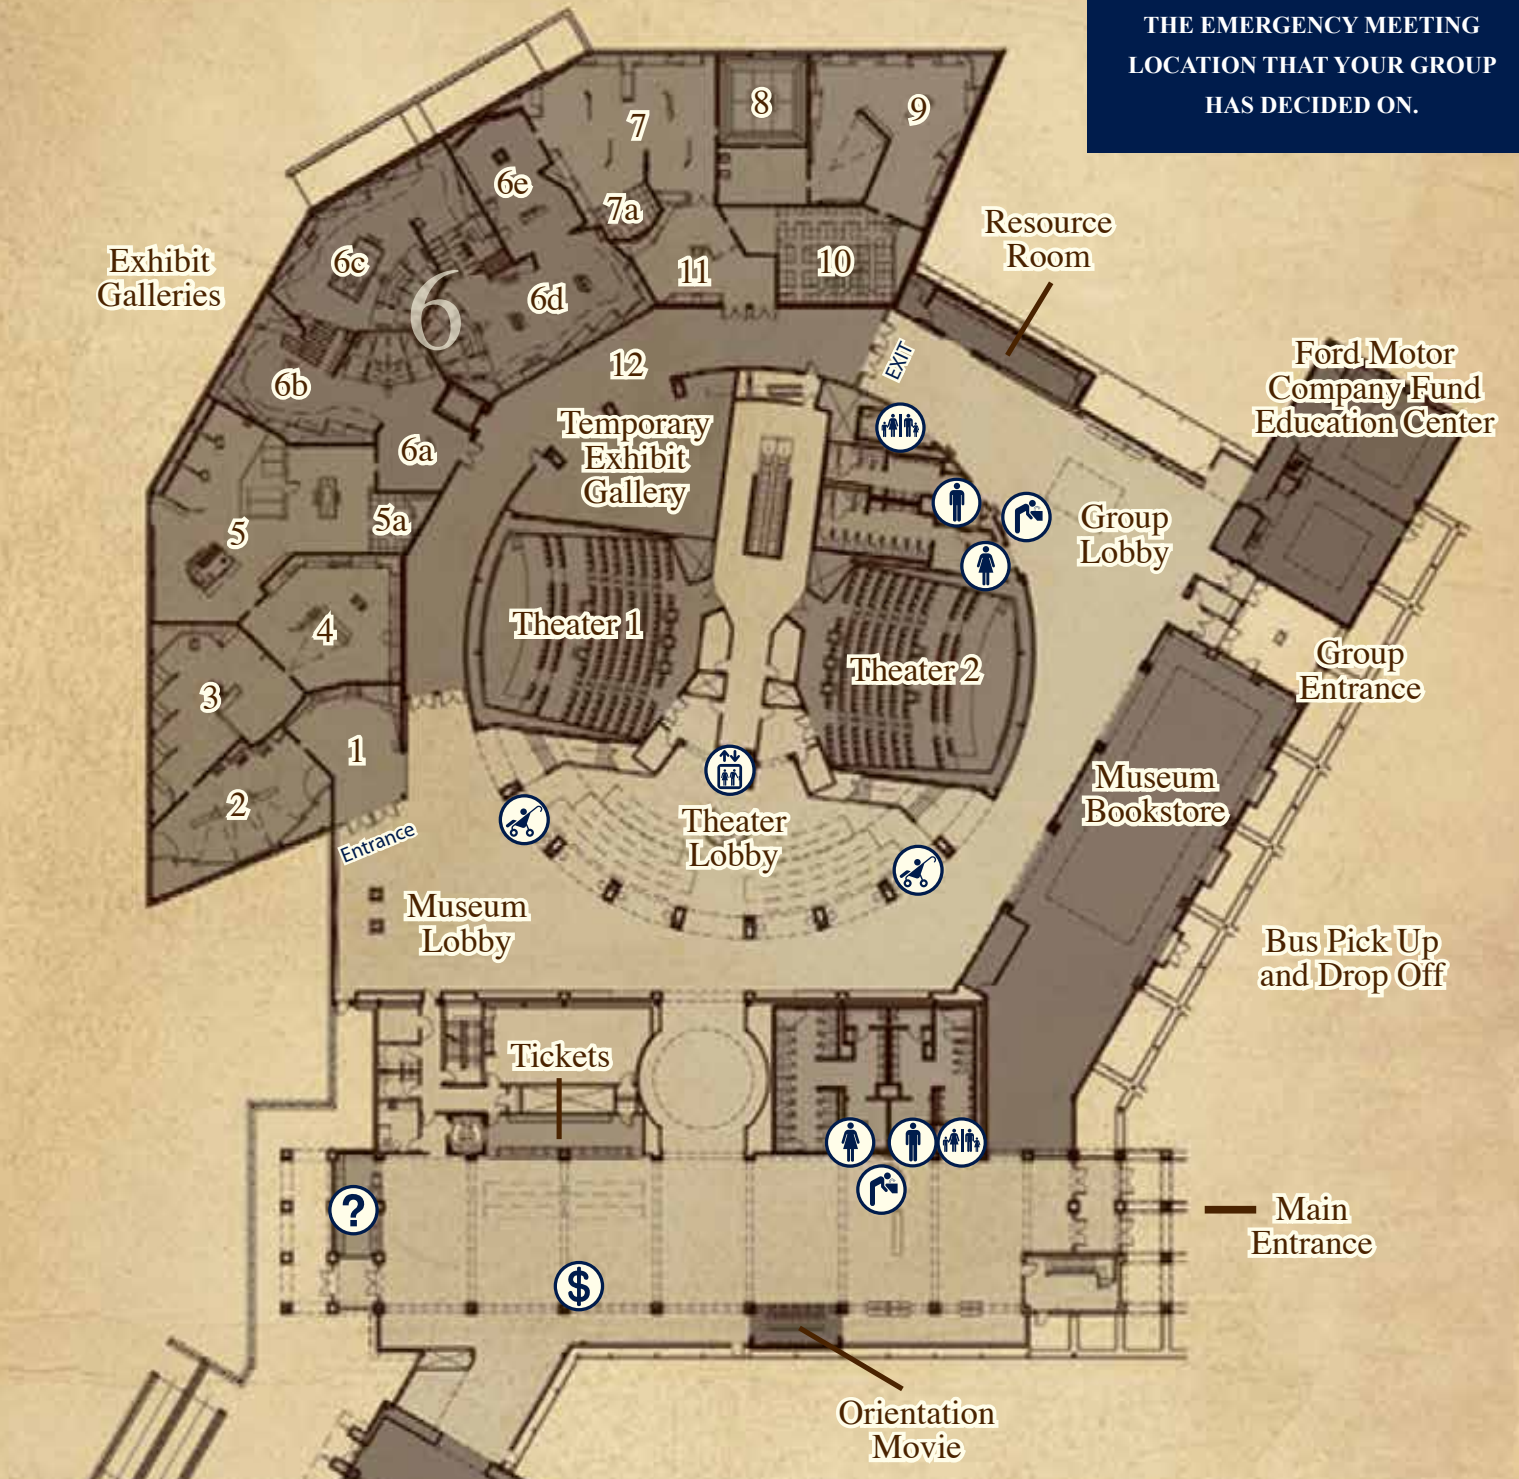 THE EMERGENCY MEETING
LOCATION THAT YOUR GROUP
HAS DECIDED ON.
8
9
7
6e
7a
Resource
Room
Exhibit
Galleries
6c
11
10
6
6d
EXIT
12
6b
Ford Motor
Company Fund
Education Center
Temporary
Exhibit
Gallery
6a
5
5a
Group
Lobby
Theater 1
4
Theater 2
Group
Entrance
3
1
2
Museum
Bookstore
Entrance
Theater
Lobby
Museum
Lobby
Bus Pick Up
and Drop Off
Tickets
?
Main
Entrance
$
Orientation
Movie